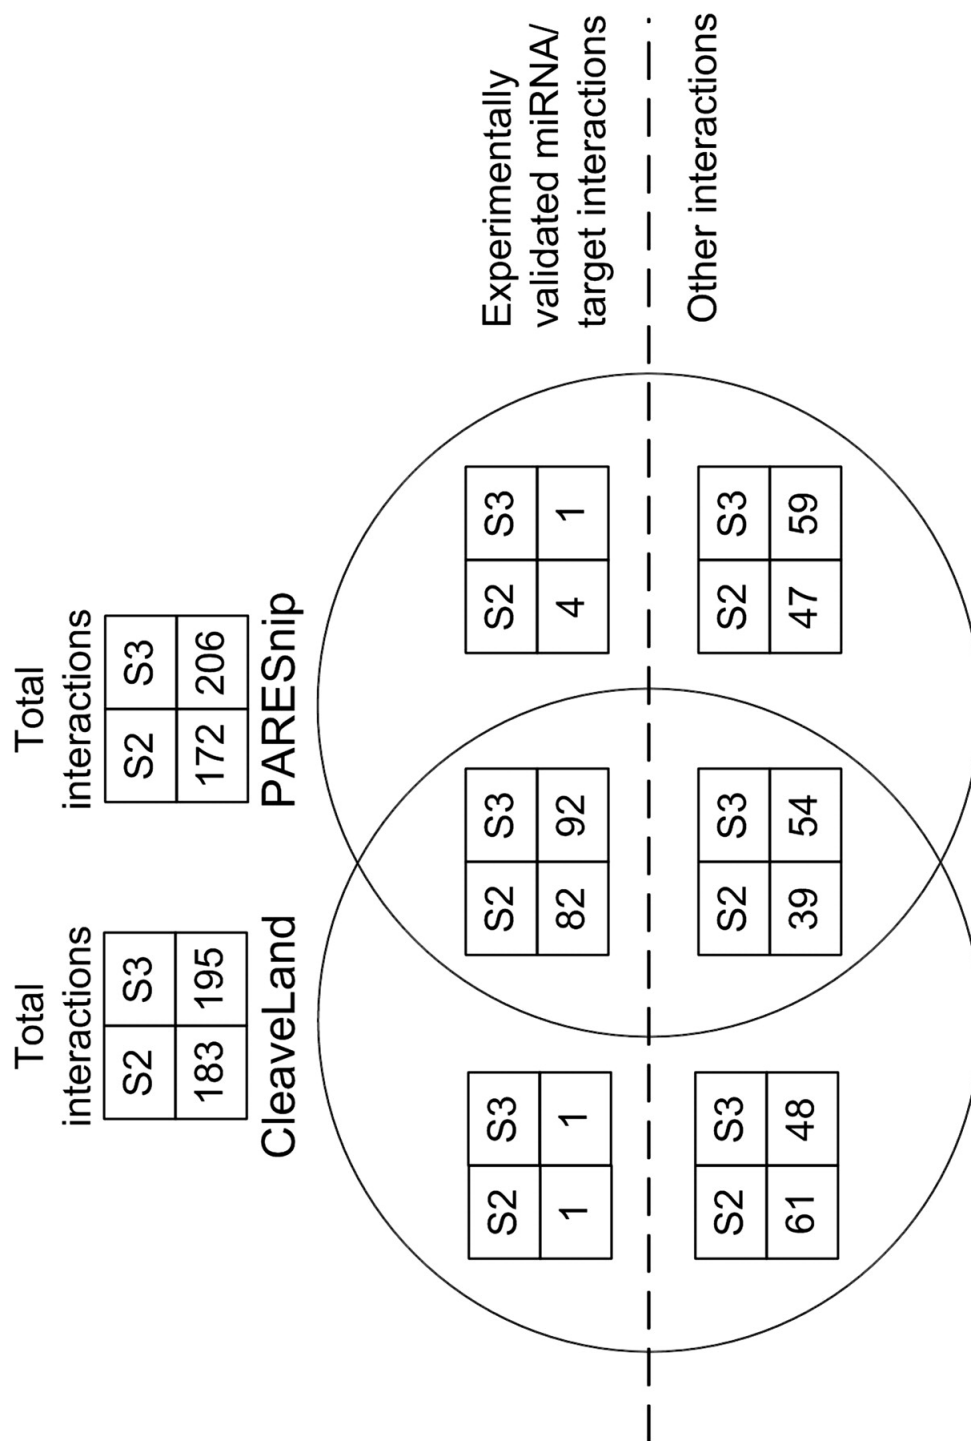 Total
interactions
S2 S3
183 195
CleaveLand
Total
interactions
S2 S3
172 206
PARESnip
Experimentally
validated miRNA/
target interactions
S2 S3
1 1
S2 S3
82 92
S2 S3
4 1
Other interactions
S2 S3
61 48
S2 S3
39 54
S2 S3
47 59